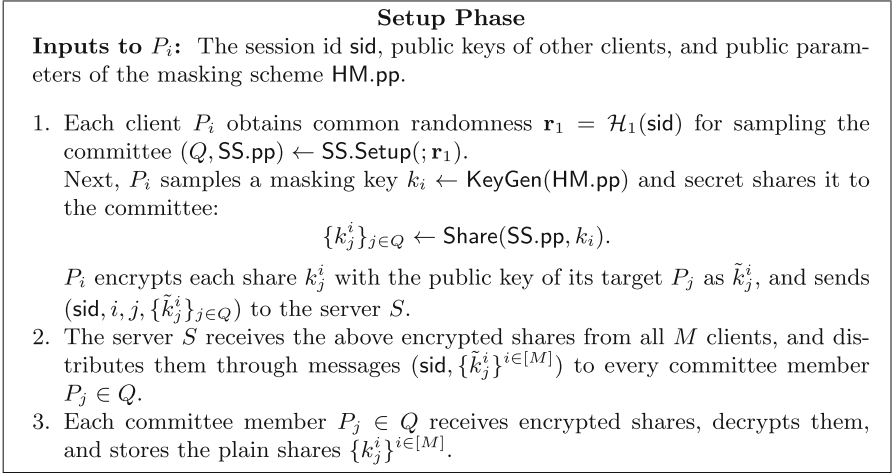 Setup Phase
Inputs to P_i: The session id sid, public keys of other clients, and public param-
eters of the masking scheme HM.pp.
1. Each client P_i obtains common randomness r_1 = ℋ_1(sid) for sampling the
committee (Q, SS.pp) ← SS.Setup(; r_1).
Next, P_i samples a masking key k_i ← KeyGen(HM.pp) and secret shares it to
the committee:
{k_j^i}_{j∈Q} ← Share(SS.pp, k_i).
P_i encrypts each share k_j^i with the public key of its target P_j as k̃_j^i, and sends
(sid, i, j, {k̃_j^i}_{j∈Q}) to the server S.
2. The server S receives the above encrypted shares from all M clients, and dis-
tributes them through messages (sid, {k̃_j^i}^{i∈[M]}) to every committee member
P_j ∈ Q.
3. Each committee member P_j ∈ Q receives encrypted shares, decrypts them,
and stores the plain shares {k_j^i}^{i∈[M]}.